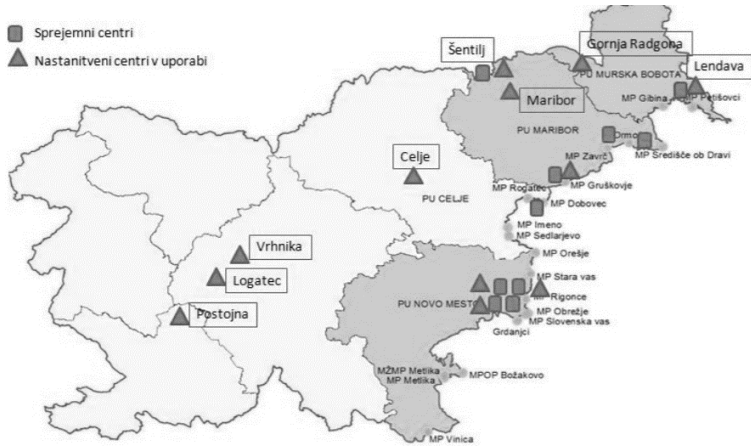 Sprejemni centri
Nastanitveni centri v uporabi
Šentilj
Gornja Radgona
PU MURSKA BOBOTA
Lendava
Maribor
MP Gibina
MP Petišovci
PU MARIBOR
Ormo
MP Središče ob Dravi
MP Zavrč
Celje
MP Gruškovje
MP Rogatec
MP Dobovec
PU CELJE
MP Imeno
MP Sedlarjevo
Vrhnika
MP Orešje
Logatec
MP Stara vas
MP Rigonce
PU NOVO MESTO
Postojna
MP Obrežje
MP Slovenska vas
Grdanjci
MŽMP Metlika
MP Metlika
MPOP Božakovo
MP Vinica